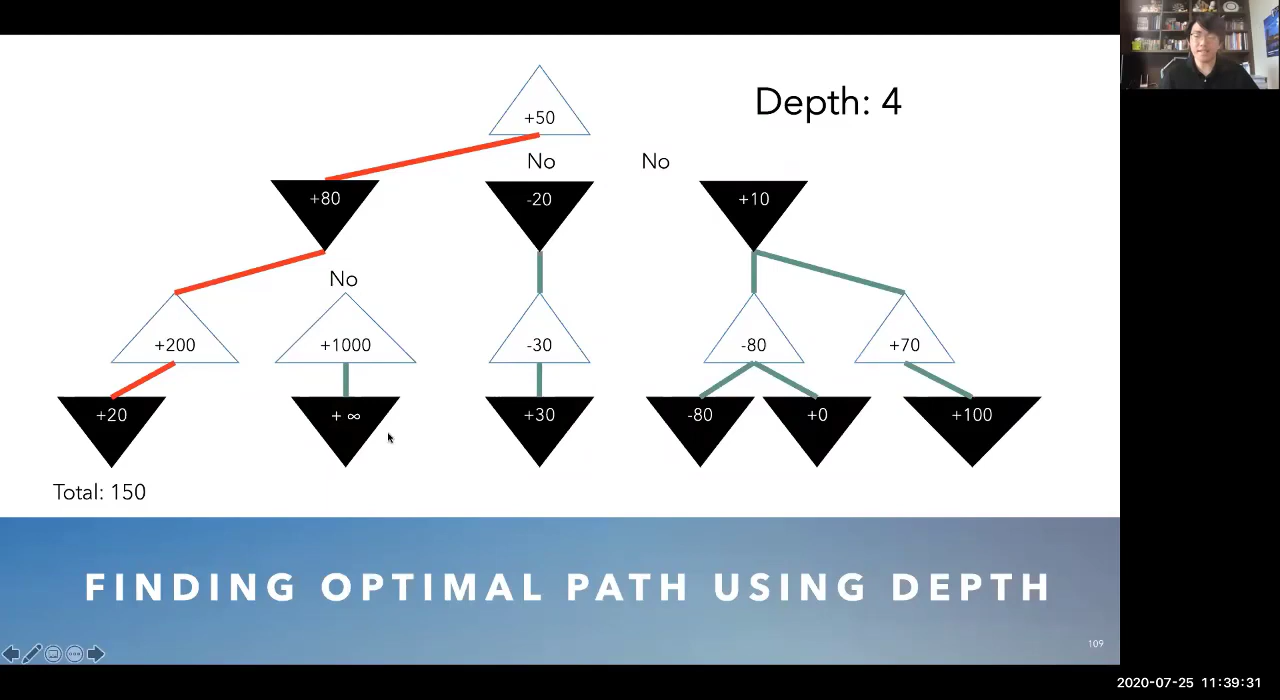 +50
Depth: 4
No
No
+80
-20
+10
No
+200
+1000
-30
-80
+70
+20
+ ∞
+30
-80
+0
+100
Total: 150
FINDING OPTIMAL PATH USING DEPTH
109
2020-07-25 11:39:31